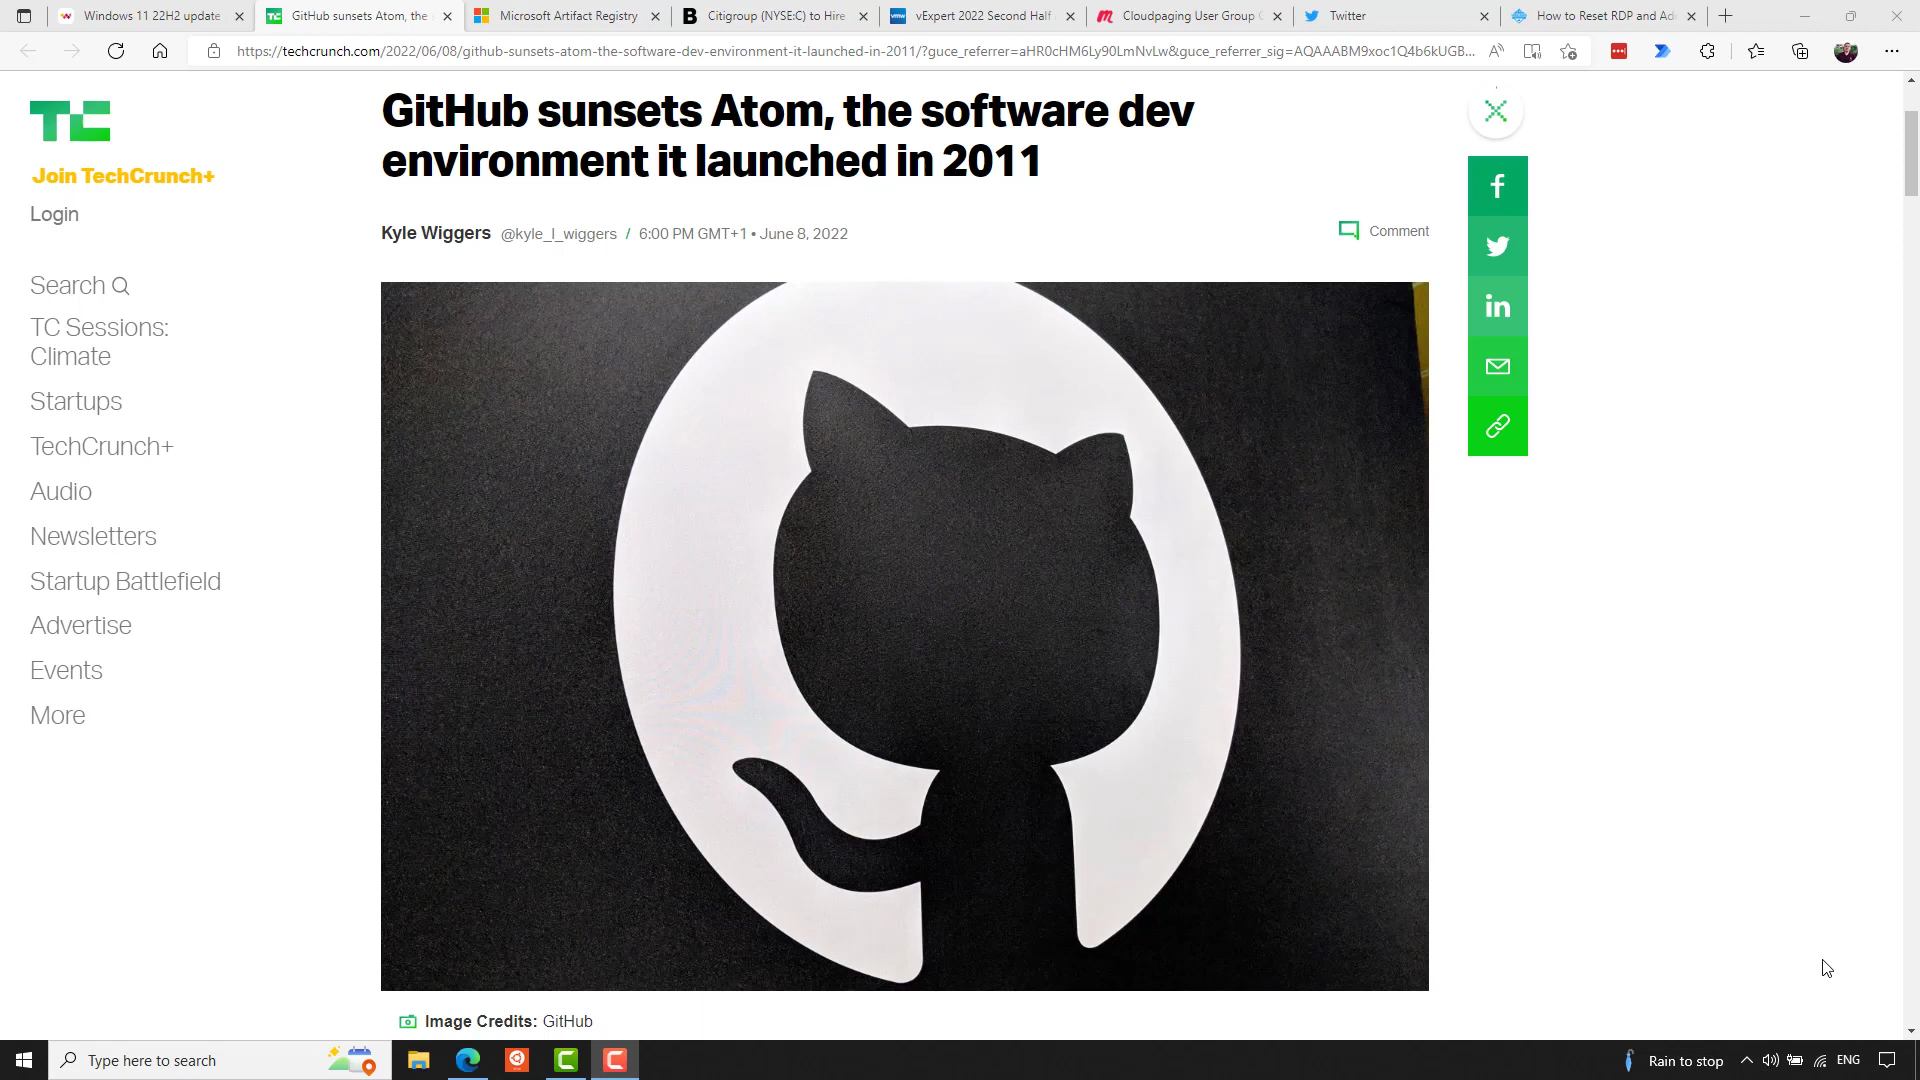 Windows 11 22H2 update
GitHub sunsets Atom, the
Microsoft Artifact Registry
Citigroup (NYSE:C) to Hire
vExpert 2022 Second Half
Cloudpaging User Group
Twitter
How to Reset RDP and Ad
https://techcrunch.com/2022/06/08/github-sunsets-atom-the-software-dev-environment-it-launched-in-2011/?guce_referrer=aHR0cHM6Ly90LmNvLw&guce_referrer_sig=AQAAABM9xoc1Q4b6kUGB...
TC
Join TechCrunch+
Login
Search
TC Sessions:
Climate
Startups
TechCrunch+
Audio
Newsletters
Startup Battlefield
Advertise
Events
More
GitHub sunsets Atom, the software dev
environment it launched in 2011
Kyle Wiggers @kyle_l_wiggers / 6:00 PM GMT+1 • June 8, 2022
Comment
Image Credits: GitHub
Type here to search
Rain to stop
ENG